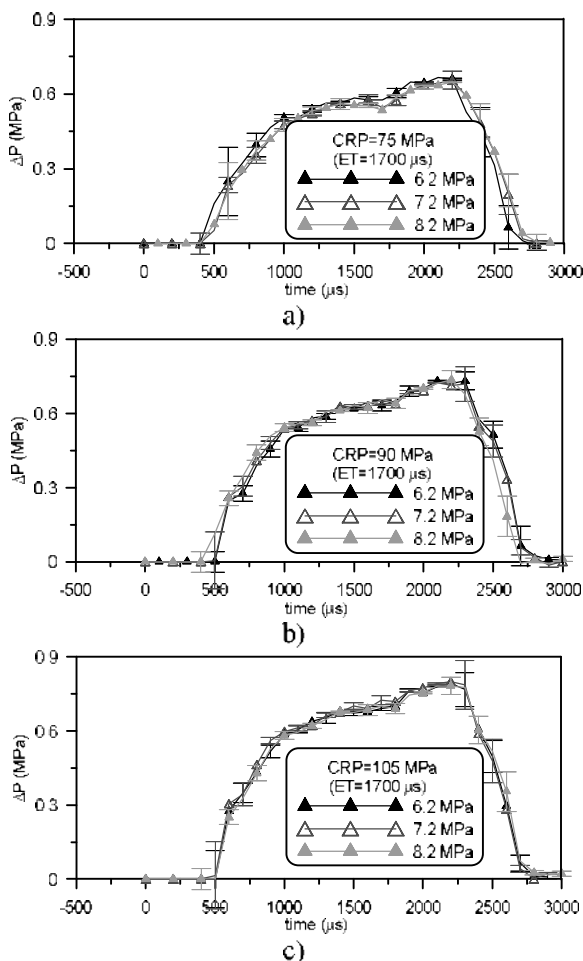 0.9
0.6
0.3
0
ΔP (MPa)
CRP=75 MPa
(ET=1700 μs)
6.2 MPa
7.2 MPa
8.2 MPa
-500 0 500 1000 1500 2000 2500 3000
time (μs)
a)
0.9
0.6
0.3
0
ΔP (MPa)
CRP=90 MPa
(ET=1700 μs)
6.2 MPa
7.2 MPa
8.2 MPa
-500 0 500 1000 1500 2000 2500 3000
time (μs)
b)
0.9
0.6
0.3
0
ΔP (MPa)
CRP=105 MPa
(ET=1700 μs)
6.2 MPa
7.2 MPa
8.2 MPa
-500 0 500 1000 1500 2000 2500 3000
time (μs)
c)